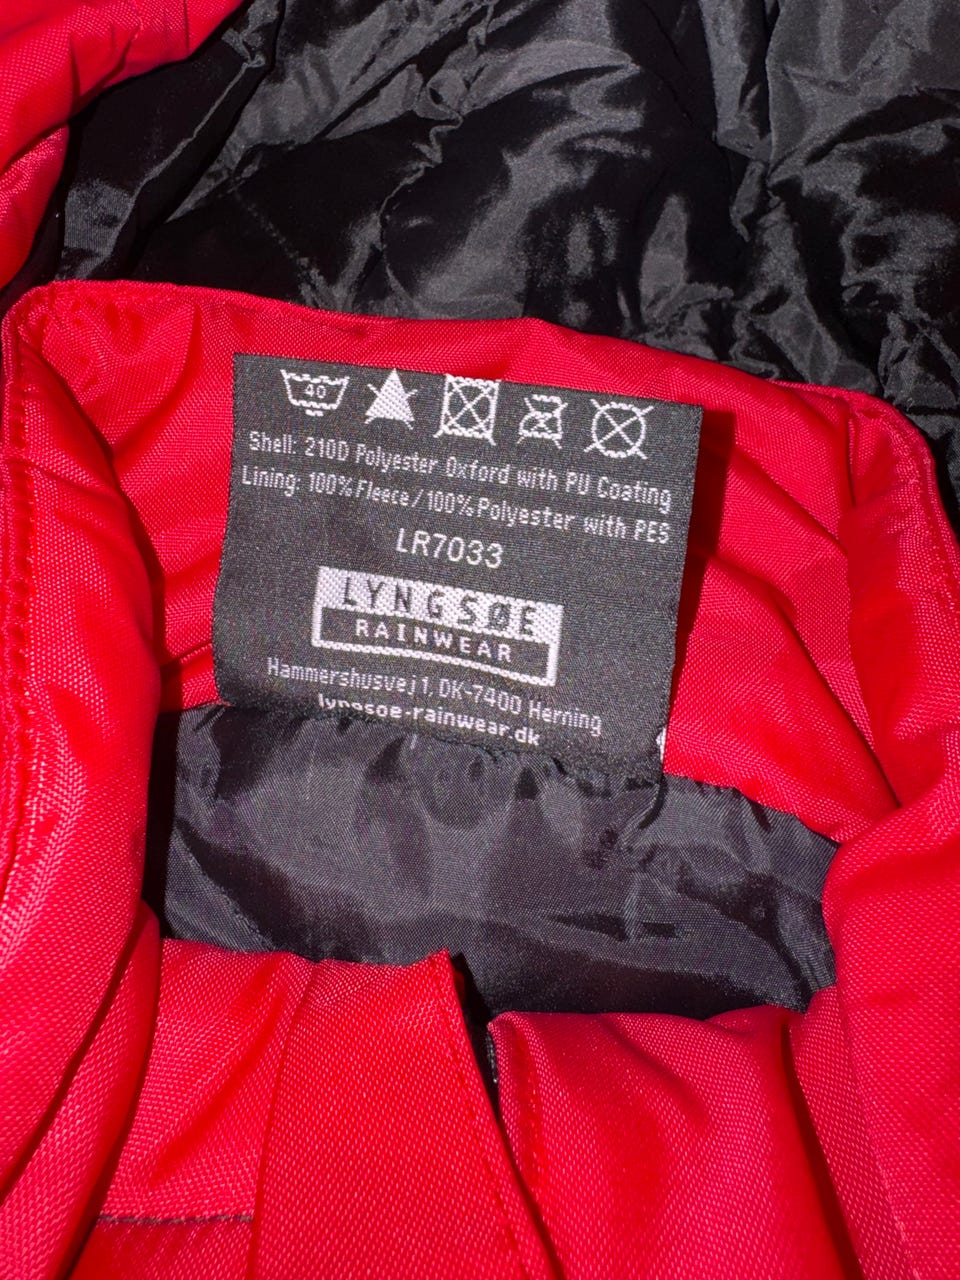 40
Shell: 210D Polyester Oxford with PU Coating
Lining: 100% Fleece/100% Polyester with PES
LR7033
LYNGSØE
RAINWEAR
Hammershusvej 1, DK-7400 Herning
lyngsoe-rainwear.dk